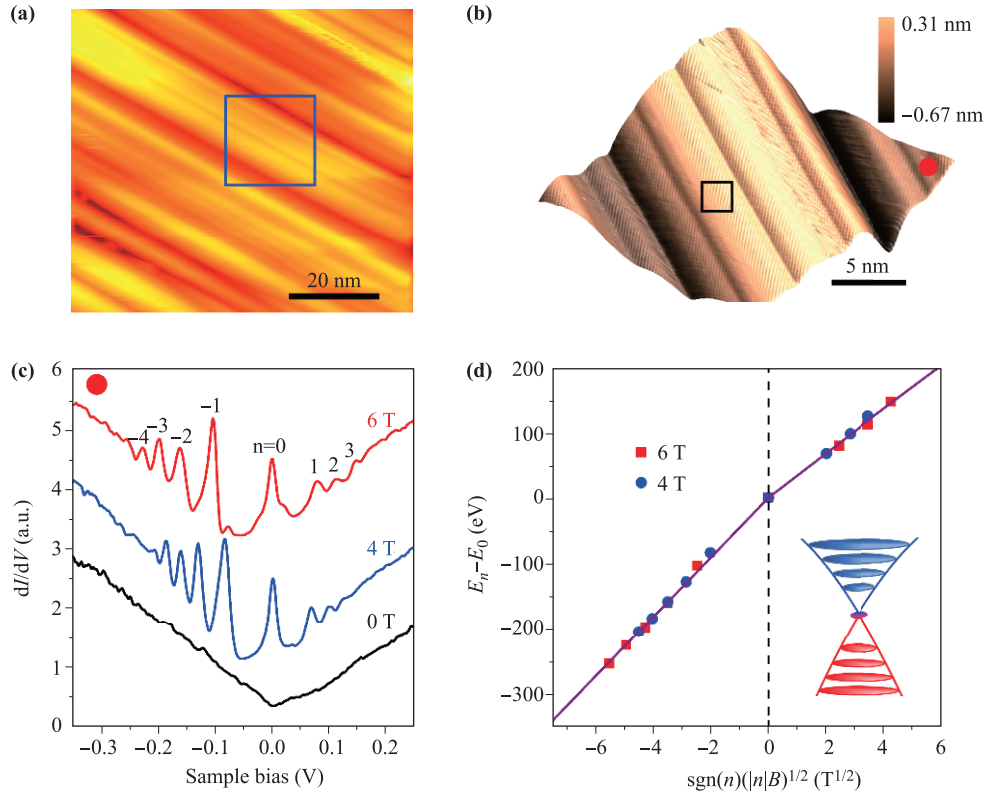 (a)
20 nm
(b)
0.31 nm
−0.67 nm
5 nm
(c)
6
5
4
3
2
1
0
dI/dV (a.u.)
−4
−3
−2
−1
n=0
1
2
3
6 T
4 T
0 T
−0.3
−0.2
−0.1
0.0
0.1
0.2
Sample bias (V)
(d)
200
100
0
−100
−200
−300
Eₙ−E₀ (eV)
6 T
4 T
−6
−4
−2
0
2
4
6
sgn(n)(|n|B)^1/2 (T^1/2)